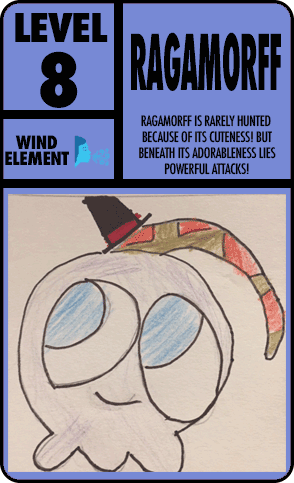 LEVEL
8
RAGAMORFF
RAGAMORFF IS RARELY HUNTED
BECAUSE OF ITS CUTENESS! BUT
BENEATH ITS ADORABLENESS LIES
POWERFUL ATTACKS!
WIND
ELEMENT